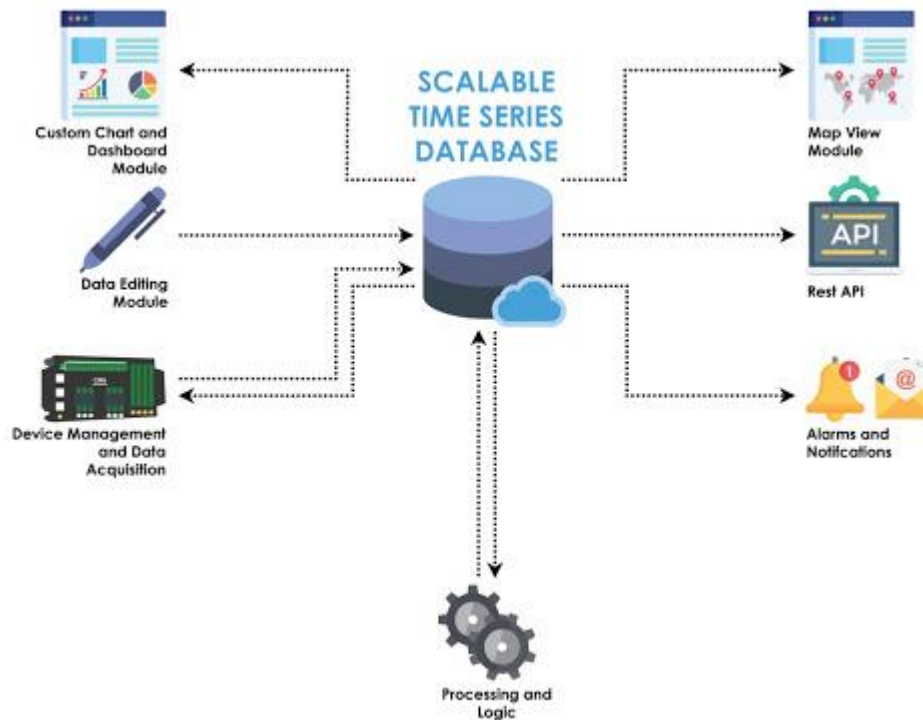 SCALABLE
TIME SERIES
DATABASE
Custom Chart and
Dashboard
Module
Map View
Module
API
Data Editing
Module
Rest API
1
@
Device Management
and Data
Acquisition
Alarms and
Notifcations
Processing and
Logic